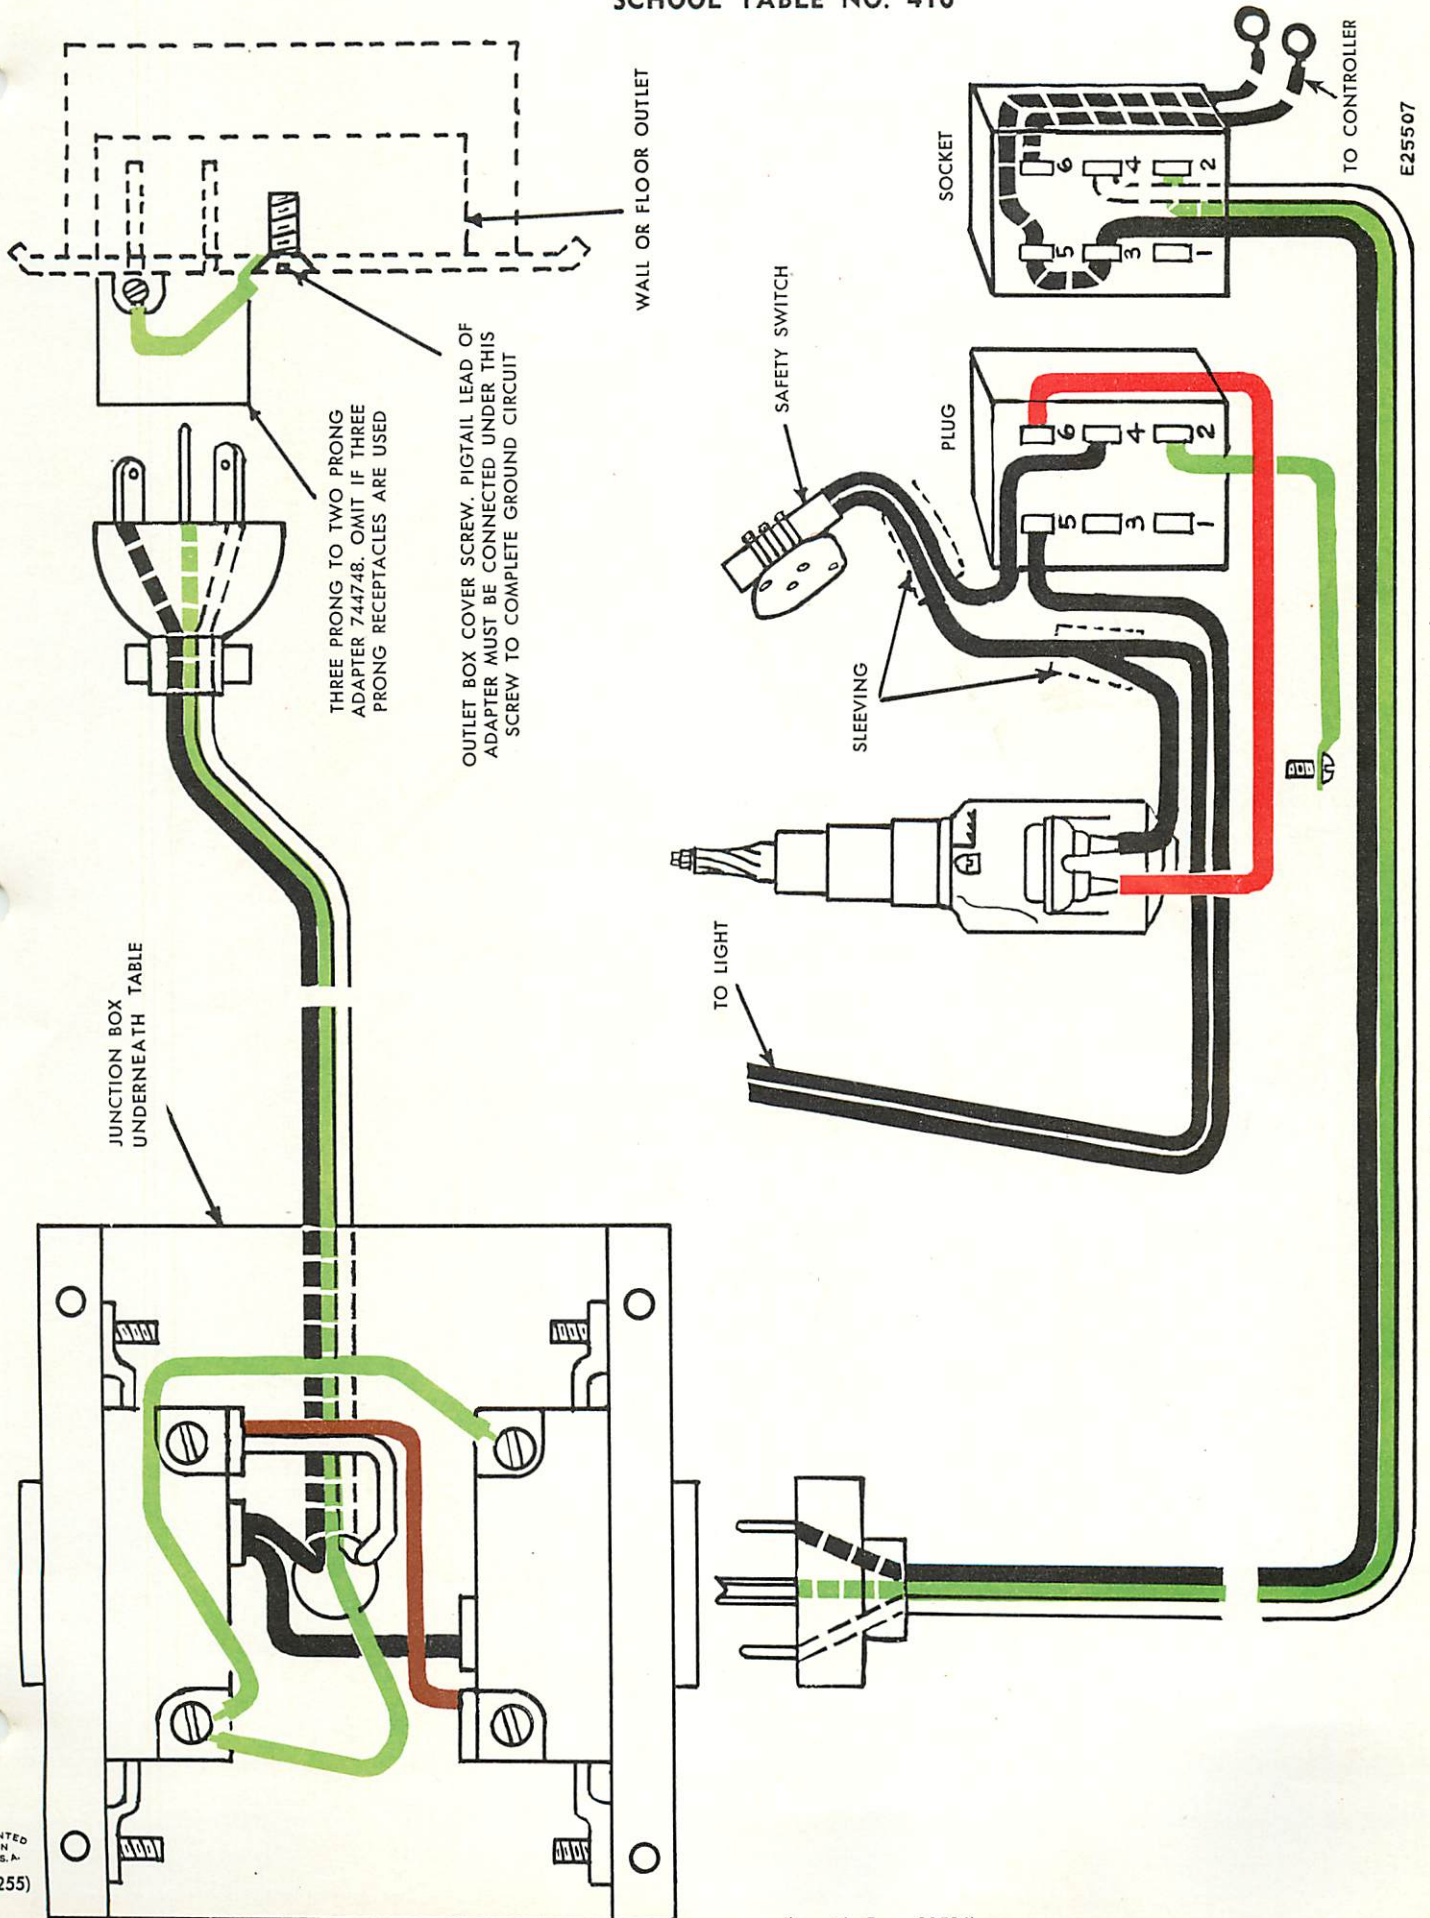 SCHOOL TABLE NO. 410
WALL OR FLOOR OUTLET
OUTLET BOX COVER SCREW. PIGTAIL LEAD OF
ADAPTER MUST BE CONNECTED UNDER THIS
SCREW TO COMPLETE GROUND CIRCUIT
THREE PRONG TO TWO PRONG
ADAPTER 744748. OMIT IF THREE
PRONG RECEPTACLES ARE USED
JUNCTION BOX
UNDERNEATH TABLE
TO CONTROLLER
E25507
SOCKET
6 4 2
5 3 1
SAFETY SWITCH
PLUG
6 4 2
5 3 1
SLEEVING
TO LIGHT
S. A.
255)